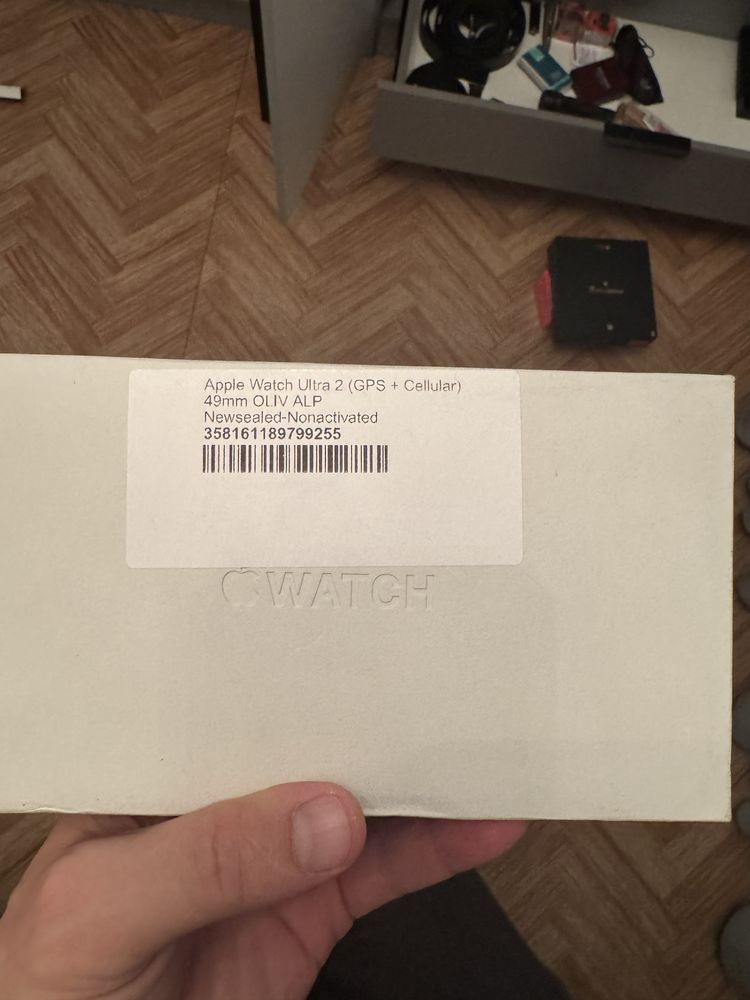 Apple Watch Ultra 2 (GPS + Cellular)
49mm OLIV ALP
Newsealed-Nonactivated
358161189799255
WATCH